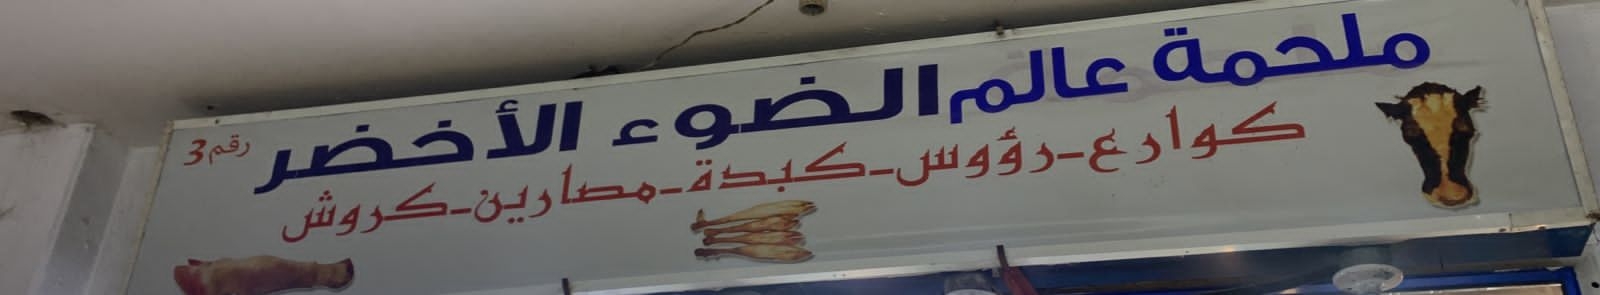 ملحمة عالم الضوء الأخضر
رقم 3
كوارع-رؤوس-كبدة-مصارين-كروش